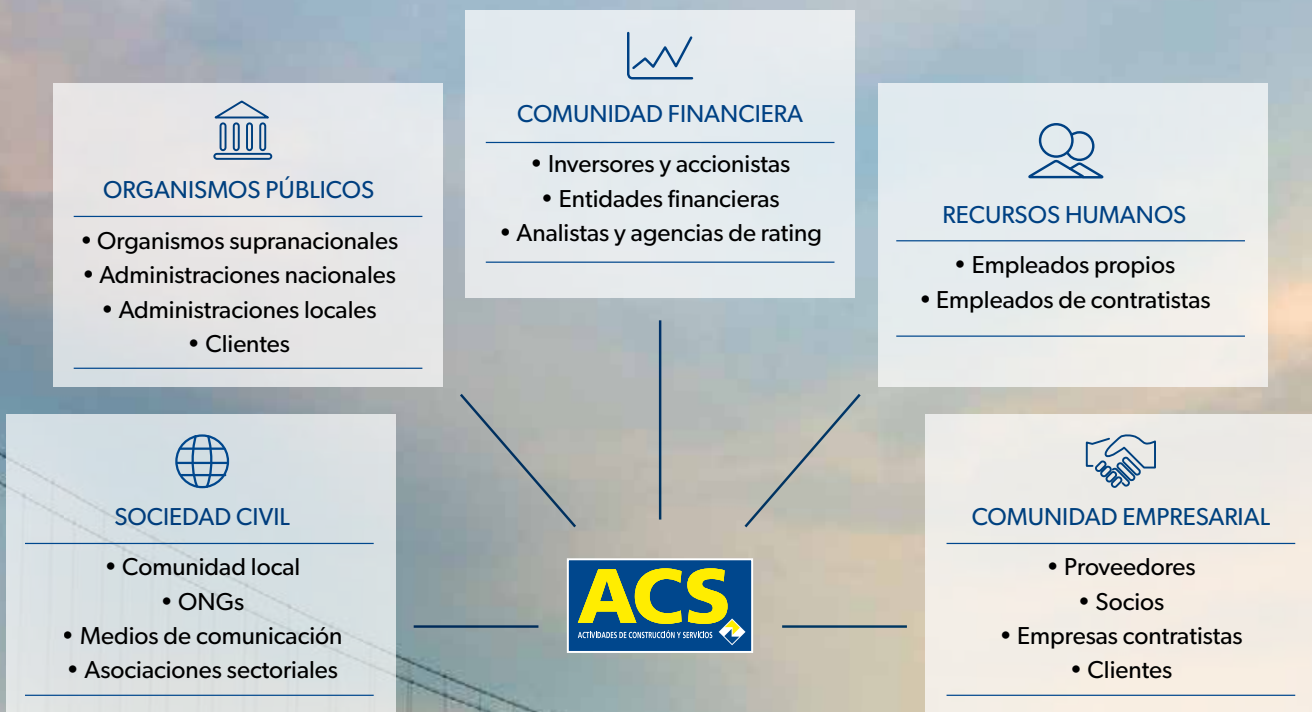 COMUNIDAD FINANCIERA
• Inversores y accionistas
• Entidades financieras
• Analistas y agencias de rating
ORGANISMOS PÚBLICOS
• Organismos supranacionales
• Administraciones nacionales
• Administraciones locales
• Clientes
RECURSOS HUMANOS
• Empleados propios
• Empleados de contratistas
SOCIEDAD CIVIL
• Comunidad local
• ONGs
• Medios de comunicación
• Asociaciones sectoriales
COMUNIDAD EMPRESARIAL
• Proveedores
• Socios
• Empresas contratistas
• Clientes
ACS
ACTIVIDADES DE CONSTRUCCIÓN Y SERVICIOS